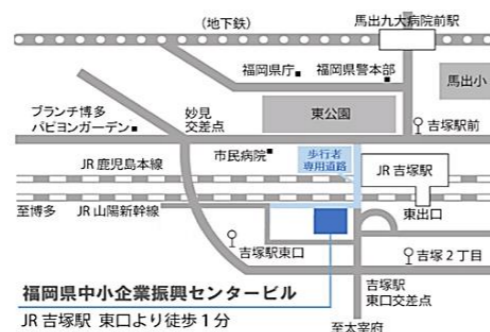 （地下鉄）
馬出九大病院前駅
福岡県庁
福岡県警本部
馬出小
東公園
ブランチ博多
パピヨンガーデン
妙見
交差点
吉塚駅前
市民病院
歩行者
専用道路
JR 鹿児島本線
JR 吉塚駅
至博多
JR 山陽新幹線
東出口
吉塚駅東口
吉塚 2 丁目
福岡県中小企業振興センタービル
JR 吉塚駅 東口より徒歩 1 分
吉塚駅
東口交差点
至太宰府